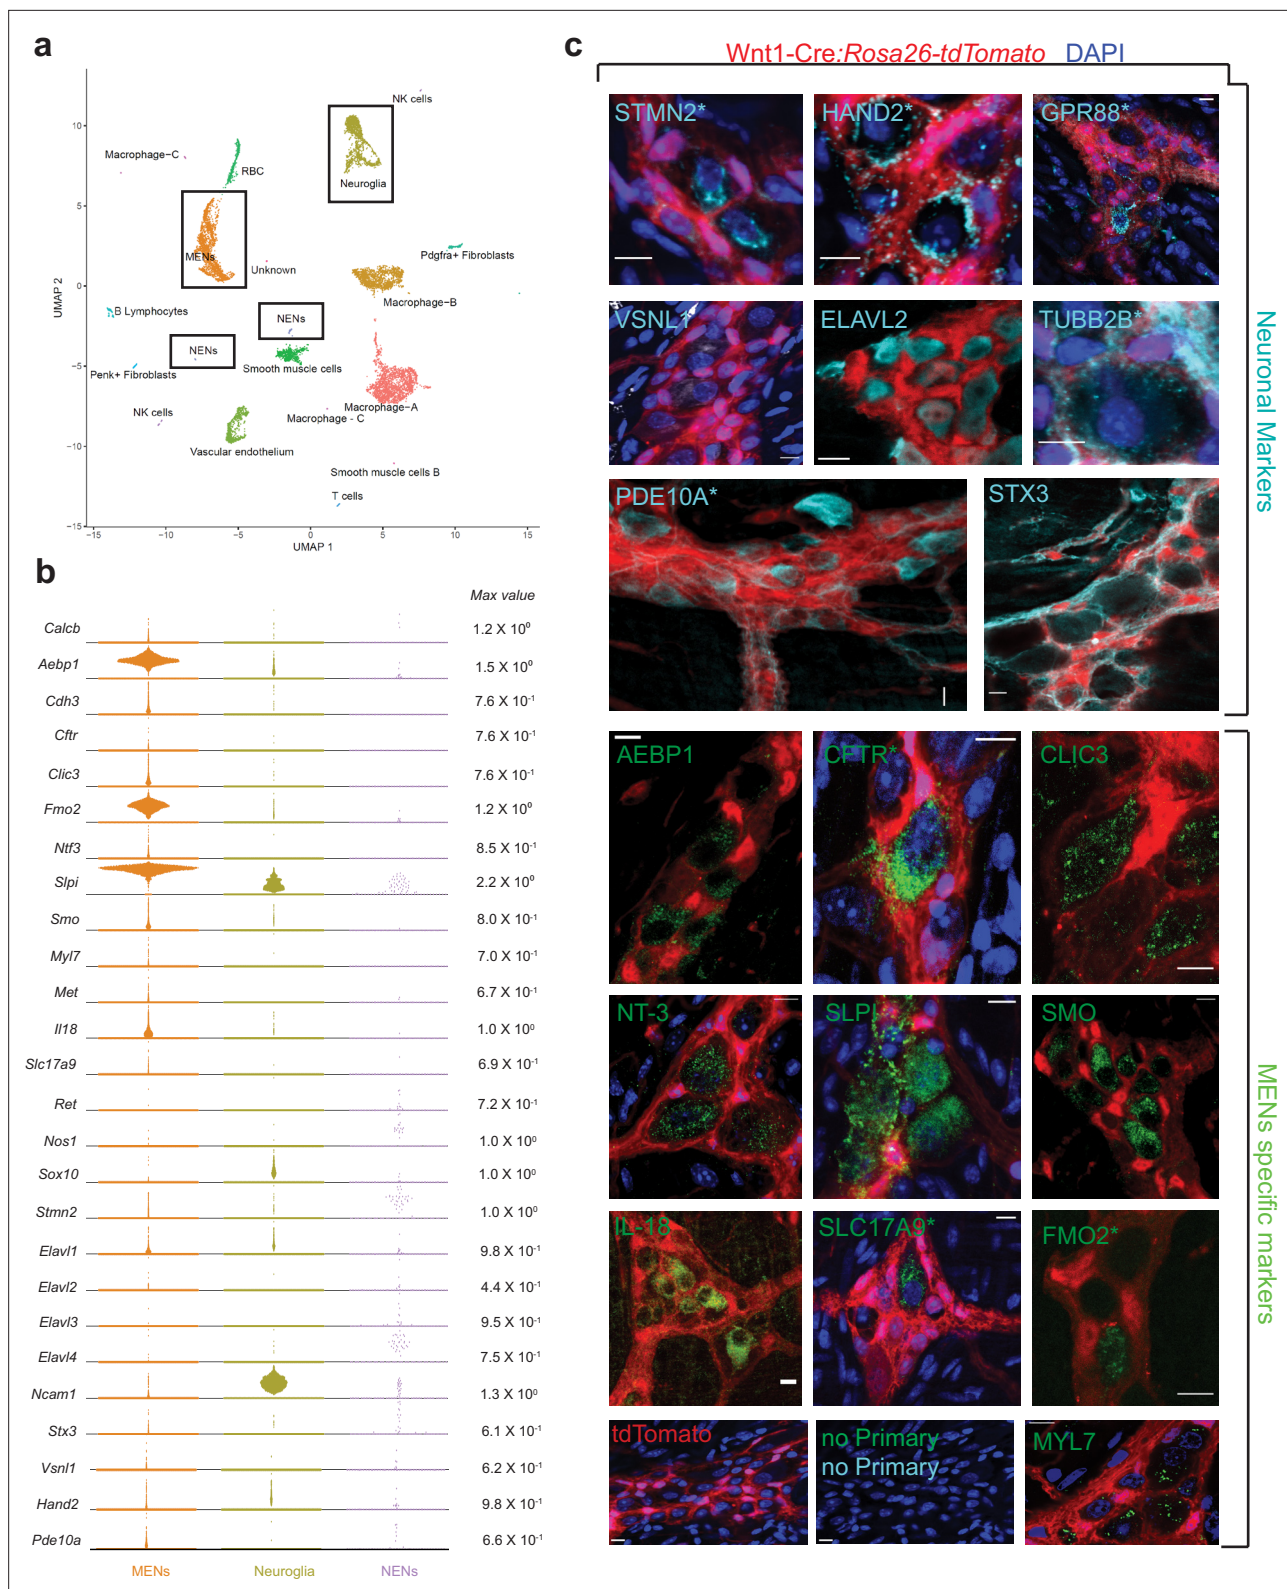 a
NK cells
Macrophage−C
RBC
Neuroglia
MENs
Unknown
Pdgfra+ Fibroblasts
Macrophage−B
B Lymphocytes
NENs
NENs
Smooth muscle cells
Penk+ Fibroblasts
Macrophage−A
NK cells
Macrophage - C
Vascular endothelium
Smooth muscle cells B
T cells
UMAP 2
10
5
0
−5
−10
−15
−15
−10
−5
0
5
10
15
UMAP 1
b
Max value
Calcb 1.2 X 10⁰
Aebp1 1.5 X 10⁰
Cdh3 7.6 X 10⁻¹
Cftr 7.6 X 10⁻¹
Clic3 7.6 X 10⁻¹
Fmo2 1.2 X 10⁰
Ntf3 8.5 X 10⁻¹
Slpi 2.2 X 10⁰
Smo 8.0 X 10⁻¹
Myl7 7.0 X 10⁻¹
Met 6.7 X 10⁻¹
Il18 1.0 X 10⁰
Slc17a9 6.9 X 10⁻¹
Ret 7.2 X 10⁻¹
Nos1 1.0 X 10⁰
Sox10 1.0 X 10⁰
Stmn2 1.0 X 10⁰
Elavl1 9.8 X 10⁻¹
Elavl2 4.4 X 10⁻¹
Elavl3 9.5 X 10⁻¹
Elavl4 7.5 X 10⁻¹
Ncam1 1.3 X 10⁰
Stx3 6.1 X 10⁻¹
Vsnl1 6.2 X 10⁻¹
Hand2 9.8 X 10⁻¹
Pde10a 6.6 X 10⁻¹
MENs Neuroglia NENs
c
Wnt1-Cre:Rosa26-tdTomato DAPI
STMN2* HAND2* GPR88*
VSNL1 ELAVL2 TUBB2B*
PDE10A* STX3
Neuronal Markers
AEBP1 CFTR* CLIC3
NT-3 SLPI SMO
IL-18 SLC17A9* FMO2*
tdTomato no Primary MYL7
no Primary
MENs specific markers